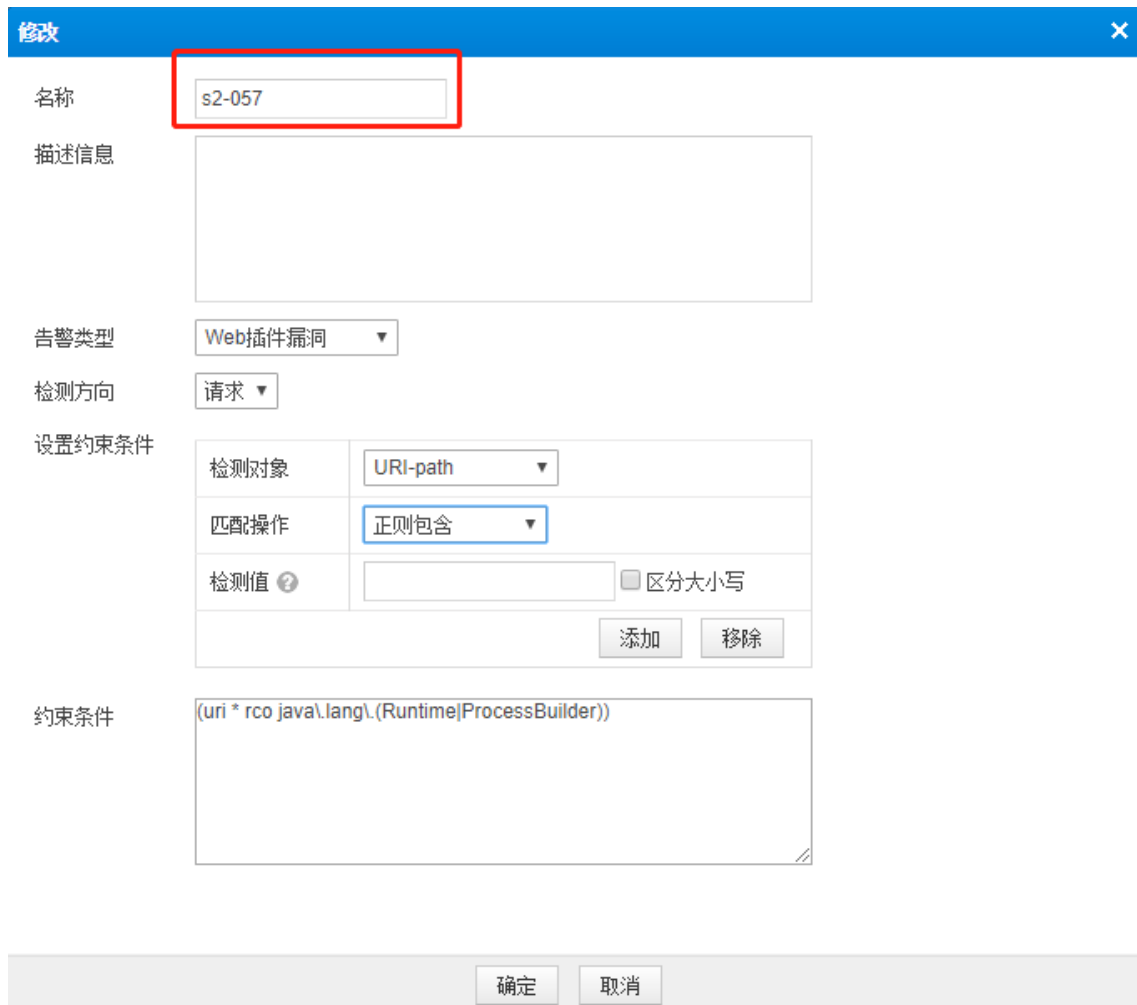 修改
名称 s2-057
描述信息
告警类型 Web插件漏洞
检测方向 请求
设置约束条件
检测对象 URI-path
匹配操作 正则包含
检测值 区分大小写
添加 移除
约束条件 (uri * rco java\.lang\.(Runtime|ProcessBuilder))
确定 取消